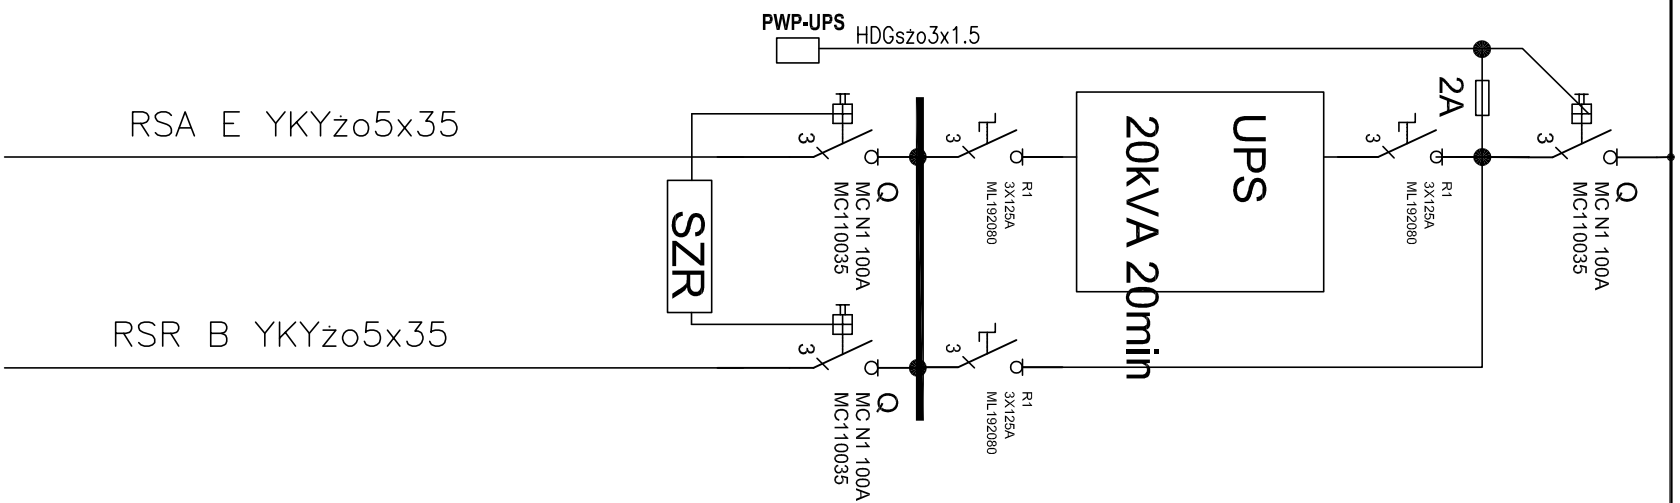 PWP-UPS
HDGsżo3x1.5
2A
RSA E YKYżo5x35
3
Q
MC N1 100A
MC110035
3
R1
3X125A
ML192080
UPS
20kVA 20min
3
R1
3X125A
ML192080
3
Q
MC N1 100A
MC110035
SZR
RSR B YKYżo5x35
3
Q
MC N1 100A
MC110035
3
R1
3X125A
ML192080